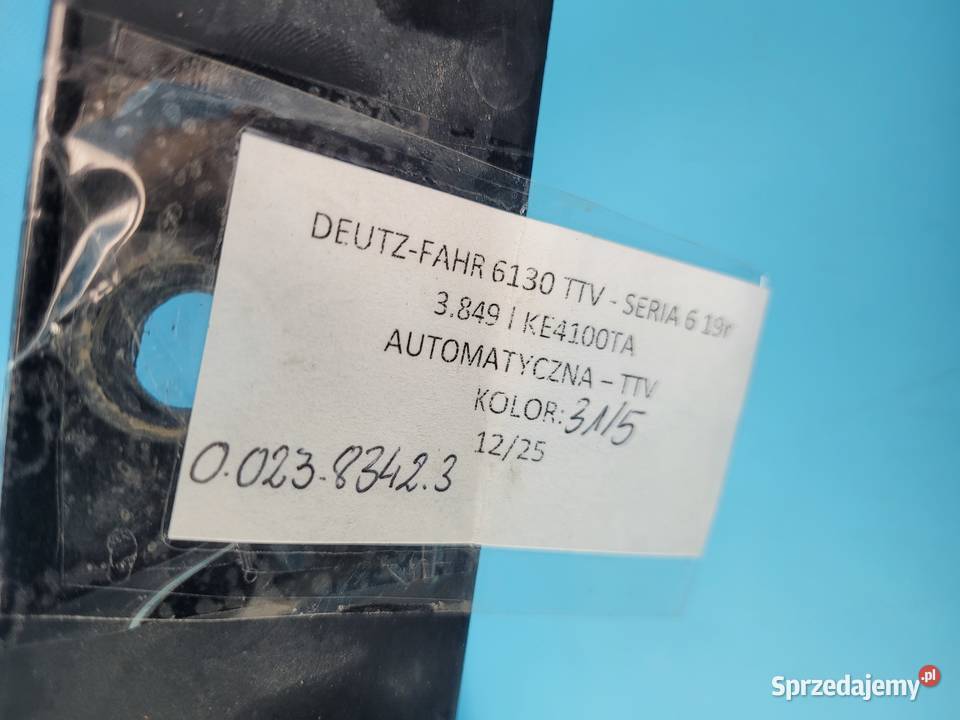 DEUTZ-FAHR 6130 TTV - SERIA 6 19r
3.849 l KE4100TA
AUTOMATYCZNA – TTV
KOLOR: 31/5
12/25
0.023.8342.3
Sprzedajemy.pl